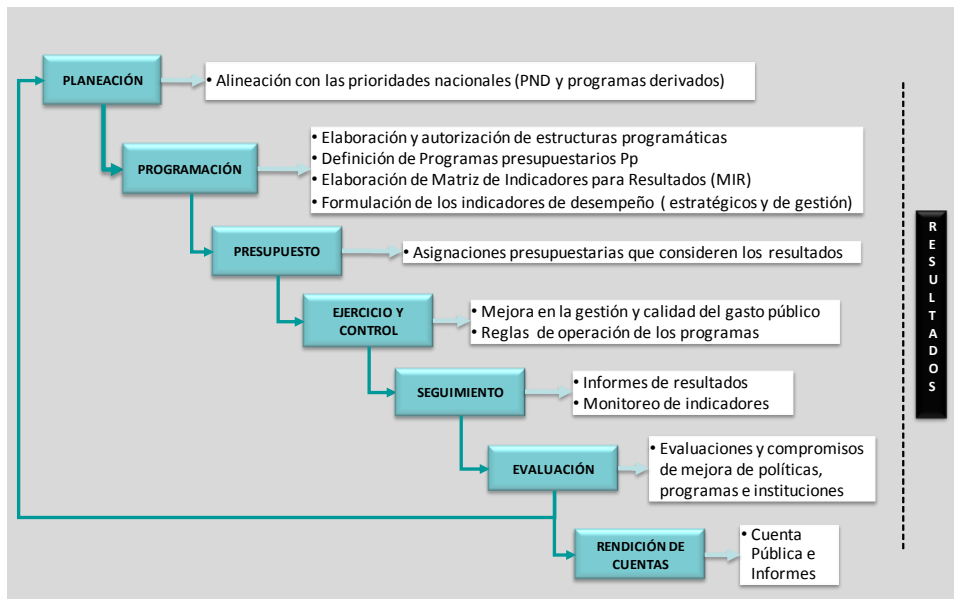 PLANEACIÓN
• Alineación con las prioridades nacionales (PND y programas derivados)
PROGRAMACIÓN
• Elaboración y autorización de estructuras programáticas
• Definición de Programas presupuestarios Pp
• Elaboración de Matriz de Indicadores para Resultados (MIR)
• Formulación de los indicadores de desempeño ( estratégicos y de gestión)
PRESUPUESTO
• Asignaciones presupuestarias que consideren los resultados
EJERCICIO Y
CONTROL
• Mejora en la gestión y calidad del gasto público
• Reglas de operación de los programas
SEGUIMIENTO
• Informes de resultados
• Monitoreo de indicadores
EVALUACIÓN
• Evaluaciones y compromisos
de mejora de políticas,
programas e instituciones
RENDICIÓN DE
CUENTAS
• Cuenta
Pública e
Informes
RESULTADOS